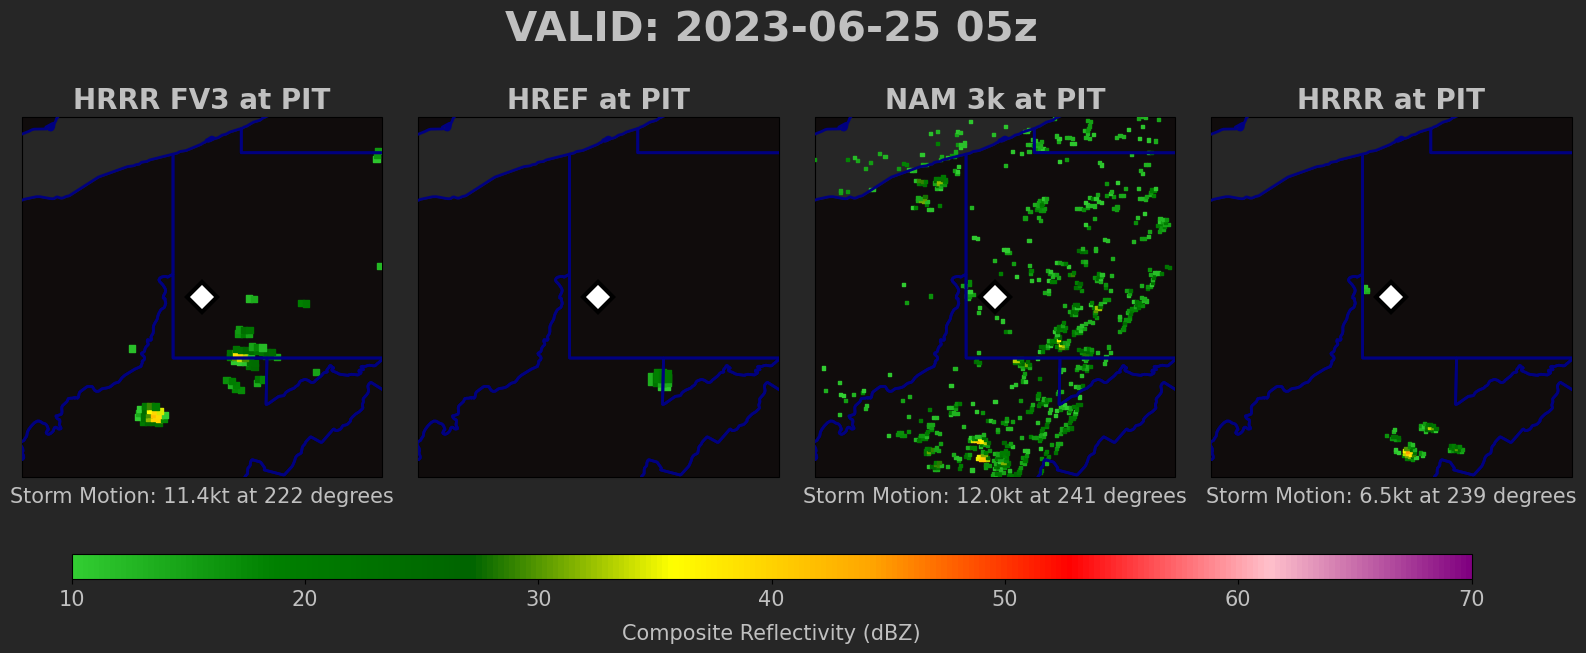 VALID: 2023-06-25 05z
HRRR FV3 at PIT
HREF at PIT
NAM 3k at PIT
HRRR at PIT
Storm Motion: 11.4kt at 222 degrees
Storm Motion: 12.0kt at 241 degrees
Storm Motion: 6.5kt at 239 degrees
10 20 30 40 50 60 70
Composite Reflectivity (dBZ)